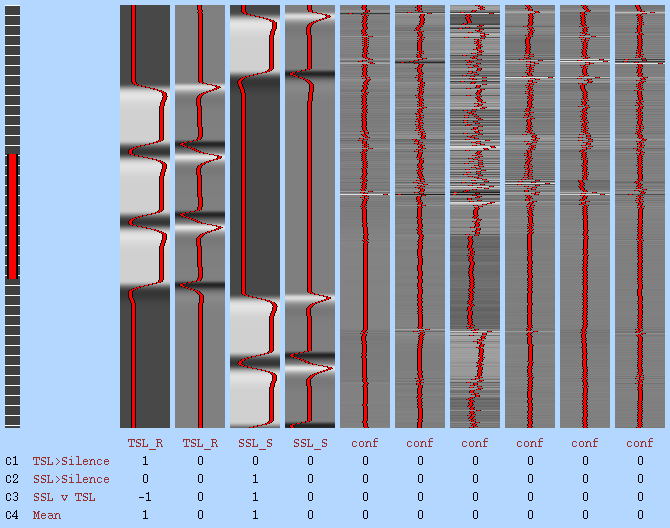 TSL_R TSL_R SSL_S SSL_S conf conf conf conf conf conf
C1 TSL>Silence 1 0 0 0 0 0 0 0 0 0
C2 SSL>Silence 0 0 1 0 0 0 0 0 0 0
C3 SSL v TSL -1 0 1 0 0 0 0 0 0 0
C4 Mean 1 0 1 0 0 0 0 0 0 0